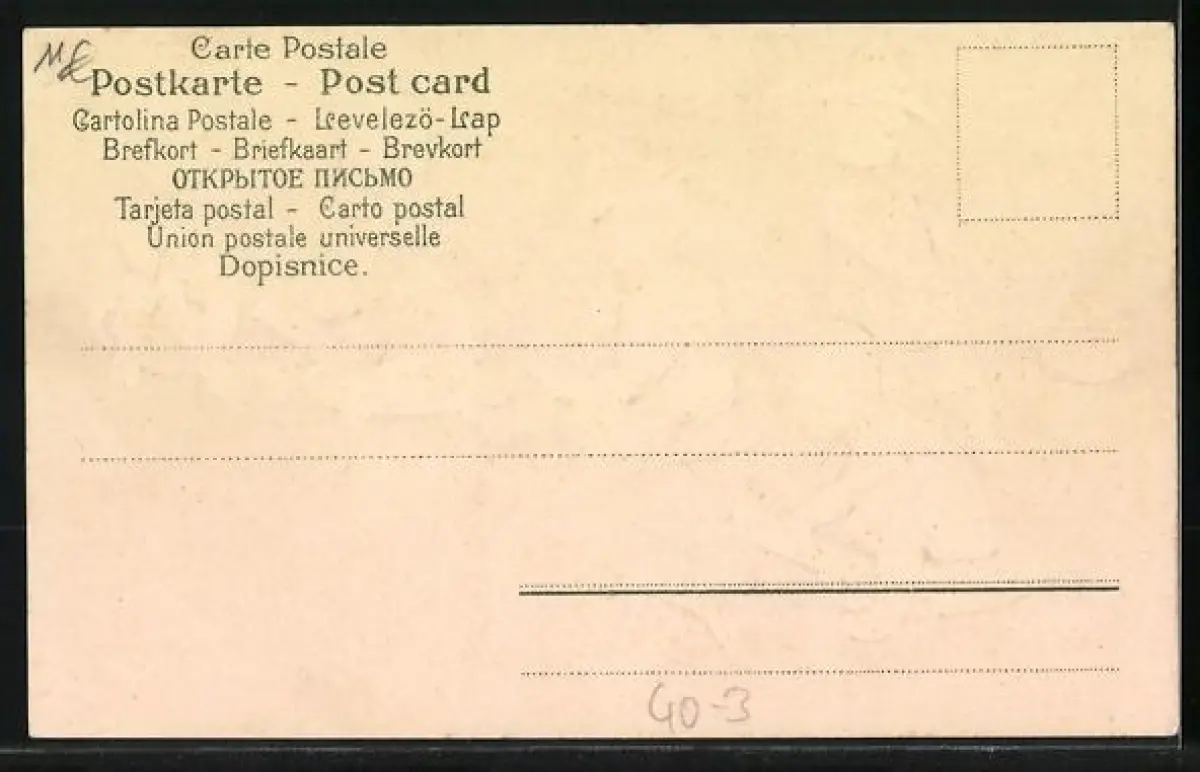 Carte Postale
Postkarte - Post card
Cartolina Postale - Levelezö-Lap
Brefkort - Briefkaart - Brevkort
ОТКРЫТОЕ ПИСЬМО
Tarjeta postal - Carto postal
Union postale universelle
Dopisnice.
40-3